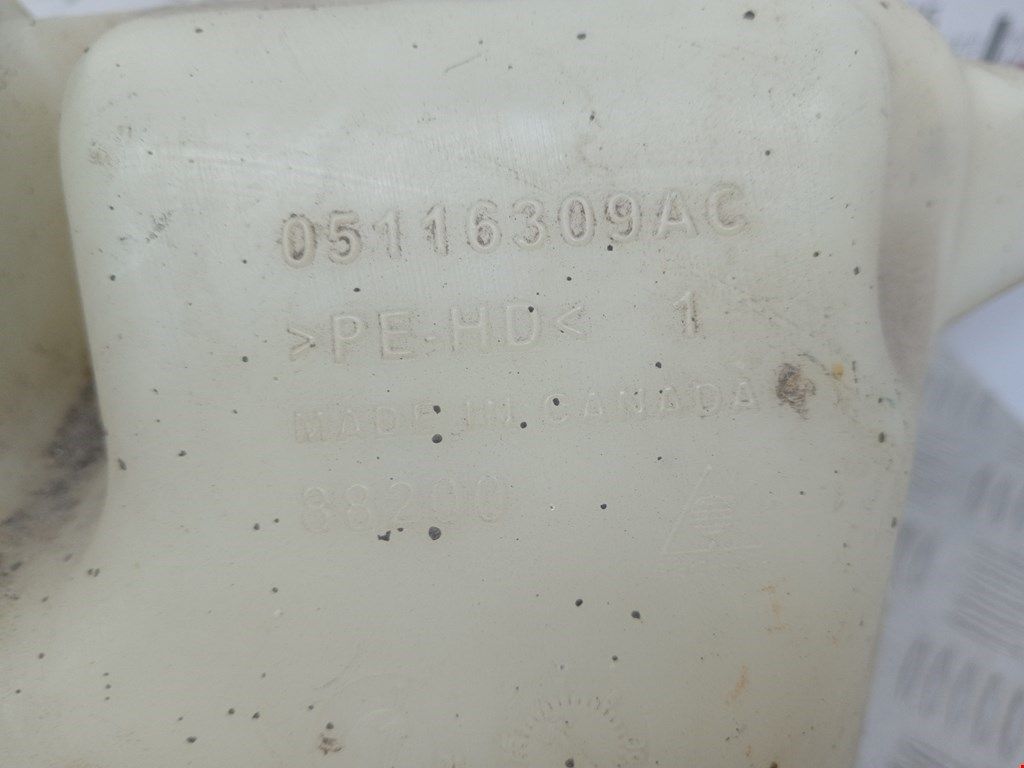 05116309AC
>PE-HD< 1
MADE IN CANADA
88200